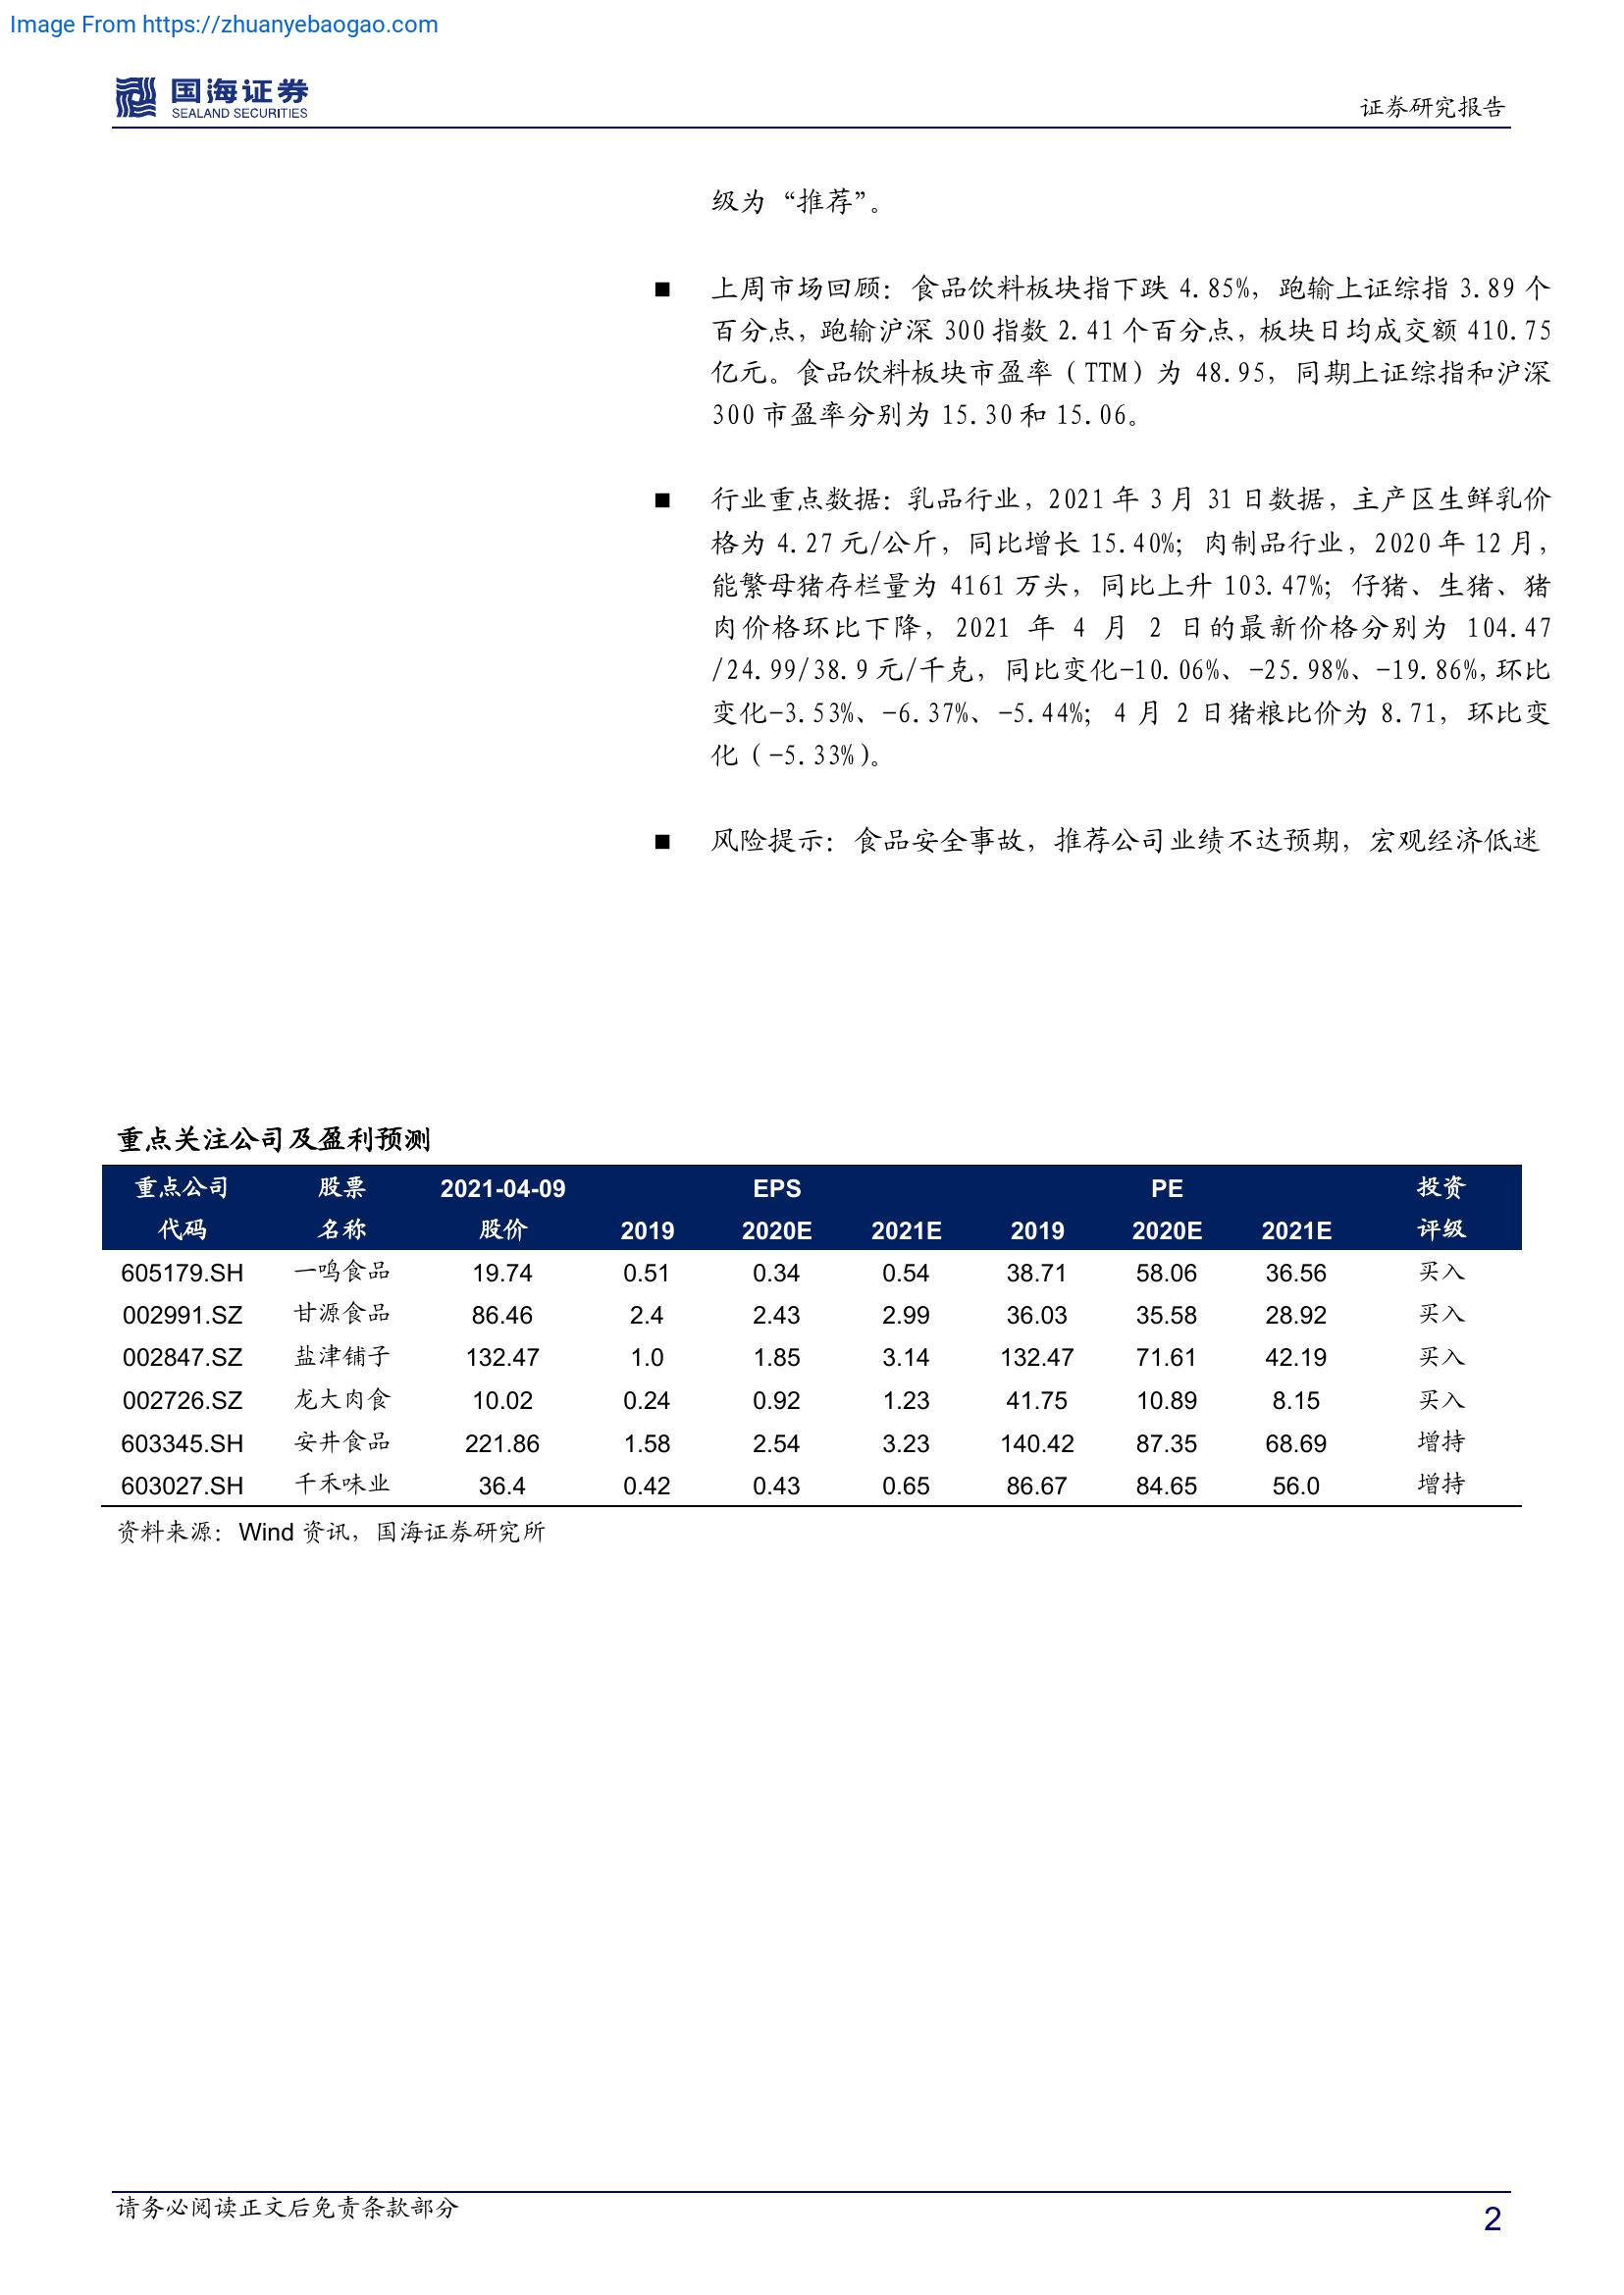 Image From https://zhuanyebaogao.com
国海证券
SEALAND SECURITIES
证券研究报告
级为“推荐”。
■ 上周市场回顾：食品饮料板块指下跌 4.85%，跑输上证综指 3.89 个
百分点，跑输沪深 300 指数 2.41 个百分点，板块日均成交额 410.75
亿元。食品饮料板块市盈率（TTM）为 48.95，同期上证综指和沪深
300 市盈率分别为 15.30 和 15.06。
■ 行业重点数据：乳品行业，2021 年 3 月 31 日数据，主产区生鲜乳价
格为 4.27 元/公斤，同比增长 15.40%；肉制品行业，2020 年 12 月，
能繁母猪存栏量为 4161 万头，同比上升 103.47%；仔猪、生猪、猪
肉价格环比下降，2021 年 4 月 2 日的最新价格分别为 104.47
/24.99/38.9 元/千克，同比变化-10.06%、-25.98%、-19.86%，环比
变化-3.53%、-6.37%、-5.44%；4 月 2 日猪粮比价为 8.71，环比变
化（-5.33%）。
■ 风险提示：食品安全事故，推荐公司业绩不达预期，宏观经济低迷
重点关注公司及盈利预测
重点公司 股票 2021-04-09 EPS PE 投资
代码 名称 股价 2019 2020E 2021E 2019 2020E 2021E 评级
605179.SH 一鸣食品 19.74 0.51 0.34 0.54 38.71 58.06 36.56 买入
002991.SZ 甘源食品 86.46 2.4 2.43 2.99 36.03 35.58 28.92 买入
002847.SZ 盐津铺子 132.47 1.0 1.85 3.14 132.47 71.61 42.19 买入
002726.SZ 龙大肉食 10.02 0.24 0.92 1.23 41.75 10.89 8.15 买入
603345.SH 安井食品 221.86 1.58 2.54 3.23 140.42 87.35 68.69 增持
603027.SH 千禾味业 36.4 0.42 0.43 0.65 86.67 84.65 56.0 增持
资料来源：Wind 资讯，国海证券研究所
请务必阅读正文后免责条款部分
2